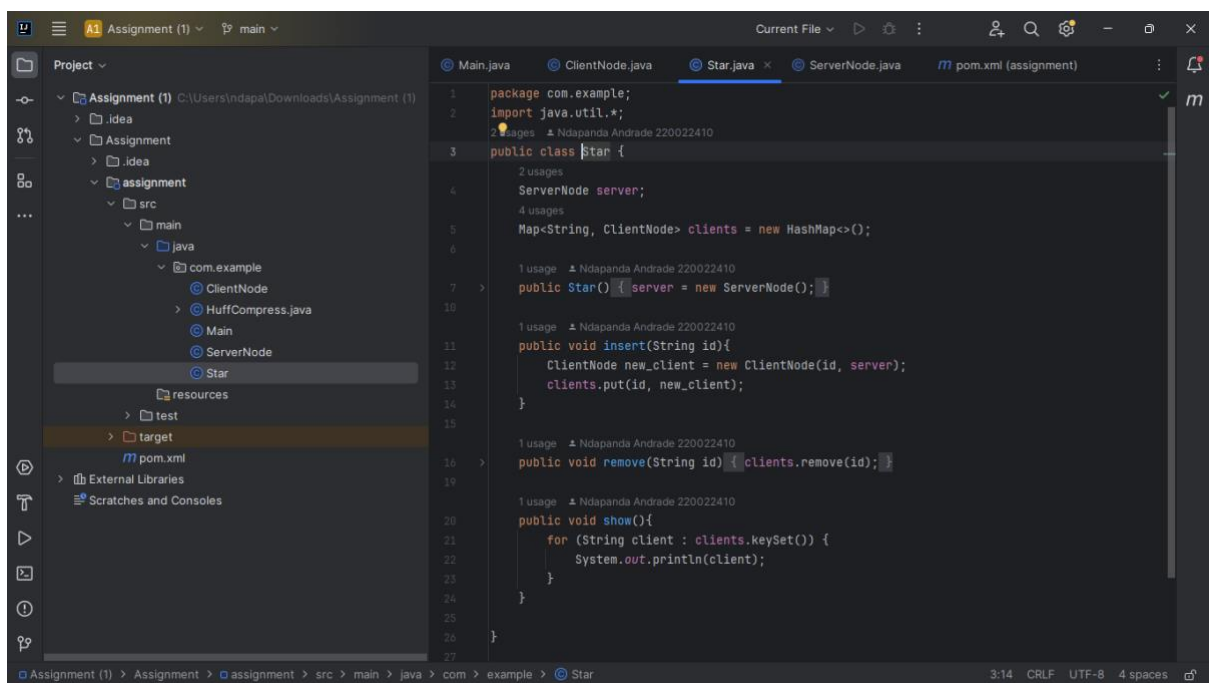 A1 Assignment (1) main Current File
Project
Main.java ClientNode.java Star.java ServerNode.java m pom.xml (assignment)
Assignment (1) C:\Users\ndapa\Downloads\Assignment (1)
.idea
Assignment
.idea
assignment
src
main
java
com.example
ClientNode
HuffCompress.java
Main
ServerNode
Star
resources
test
target
m pom.xml
External Libraries
Scratches and Consoles
1 package com.example;
2 import java.util.*;
2 usages Ndapanda Andrade 220022410
3 public class Star {
2 usages
4 ServerNode server;
4 usages
5 Map<String, ClientNode> clients = new HashMap<>();
6
1 usage Ndapanda Andrade 220022410
7 public Star() { server = new ServerNode(); }
10
1 usage Ndapanda Andrade 220022410
11 public void insert(String id){
12 ClientNode new_client = new ClientNode(id, server);
13 clients.put(id, new_client);
14 }
15
1 usage Ndapanda Andrade 220022410
16 public void remove(String id) { clients.remove(id); }
19
1 usage Ndapanda Andrade 220022410
20 public void show(){
21 for (String client : clients.keySet()) {
22 System.out.println(client);
23 }
24 }
25
26 }
27
m
Assignment (1) > Assignment > assignment > src > main > java > com > example > Star 3:14 CRLF UTF-8 4 spaces